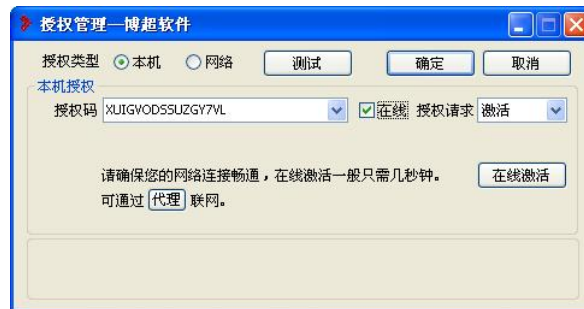 授权管理—博超软件
授权类型 本机 网络 测试 确定 取消
本机授权
授权码 XUIGVODSSUZGY7VL 在线 授权请求 激活
请确保您的网络连接畅通，在线激活一般只需几秒钟。 在线激活
可通过 代理 联网。